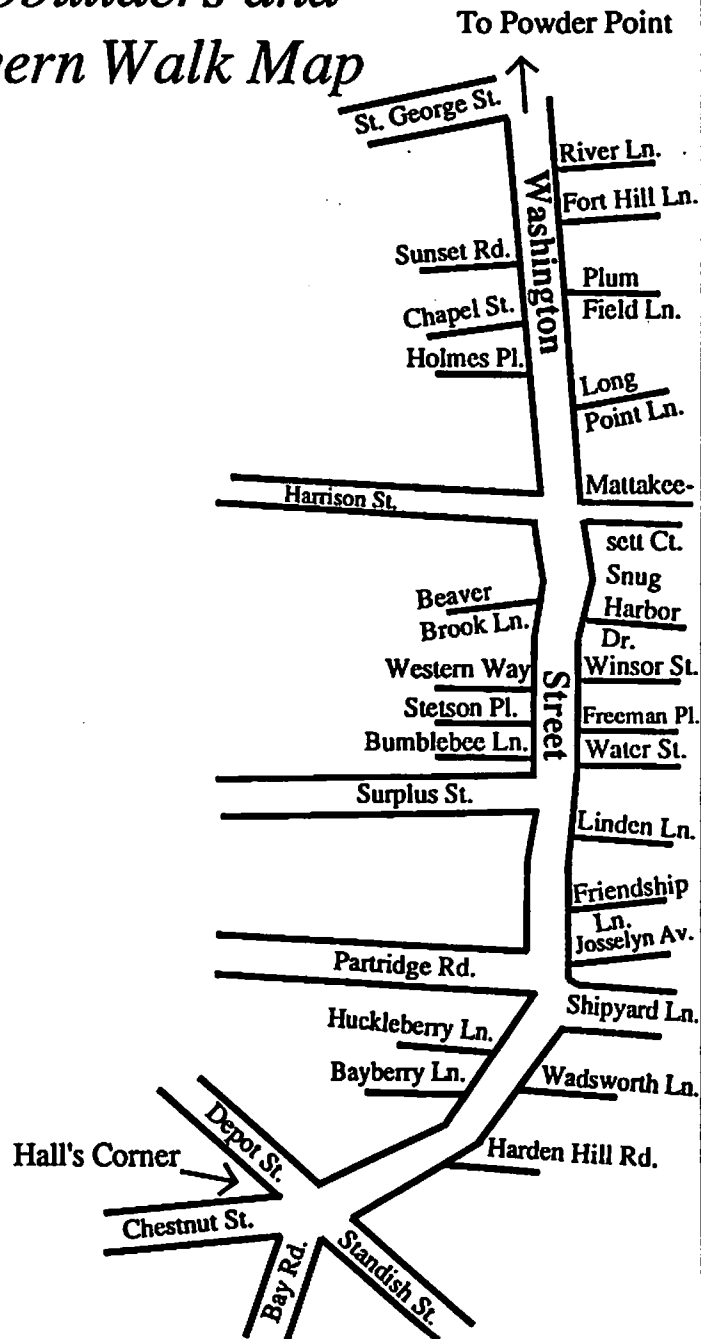 ern Walk Map
To Powder Point
St. George St.
River Ln.
Fort Hill Ln.
Washington
Sunset Rd.
Plum
Field Ln.
Chapel St.
Holmes Pl.
Long
Point Ln.
Harrison St.
Mattakee-
sett Ct.
Snug
Harbor
Dr.
Beaver
Brook Ln.
Western Way
Winsor St.
Street
Stetson Pl.
Freeman Pl.
Bumblebee Ln.
Water St.
Surplus St.
Linden Ln.
Friendship
Ln.
Josselyn Av.
Partridge Rd.
Shipyard Ln.
Huckleberry Ln.
Bayberry Ln.
Wadsworth Ln.
Depot St.
Harden Hill Rd.
Hall's Corner
Chestnut St.
Bay Rd.
Standish St.